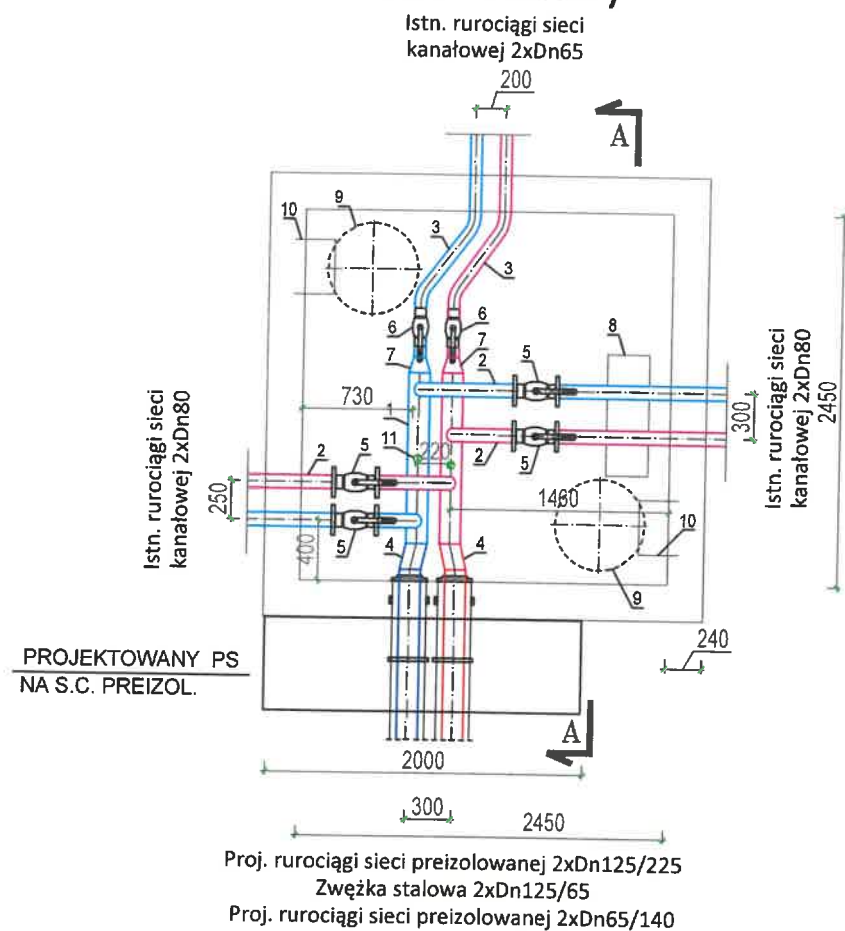 Istn. rurociągi sieci
kanałowej 2xDn65
200
A
9
10
3
3
6
6
7
7
2
5
8
730
1
Istn. rurociągi sieci
kanałowej 2xDn80
11
220
2
5
2
5
300
Istn. rurociągi sieci
kanałowej 2xDn80
2450
250
1460
400
5
4
4
10
9
240
PROJEKTOWANY PS
NA S.C. PREIZOL.
A
2000
300
2450
Proj. rurociągi sieci preizolowanej 2xDn125/225
Zwężka stalowa 2xDn125/65
Proj. rurociągi sieci preizolowanej 2xDn65/140